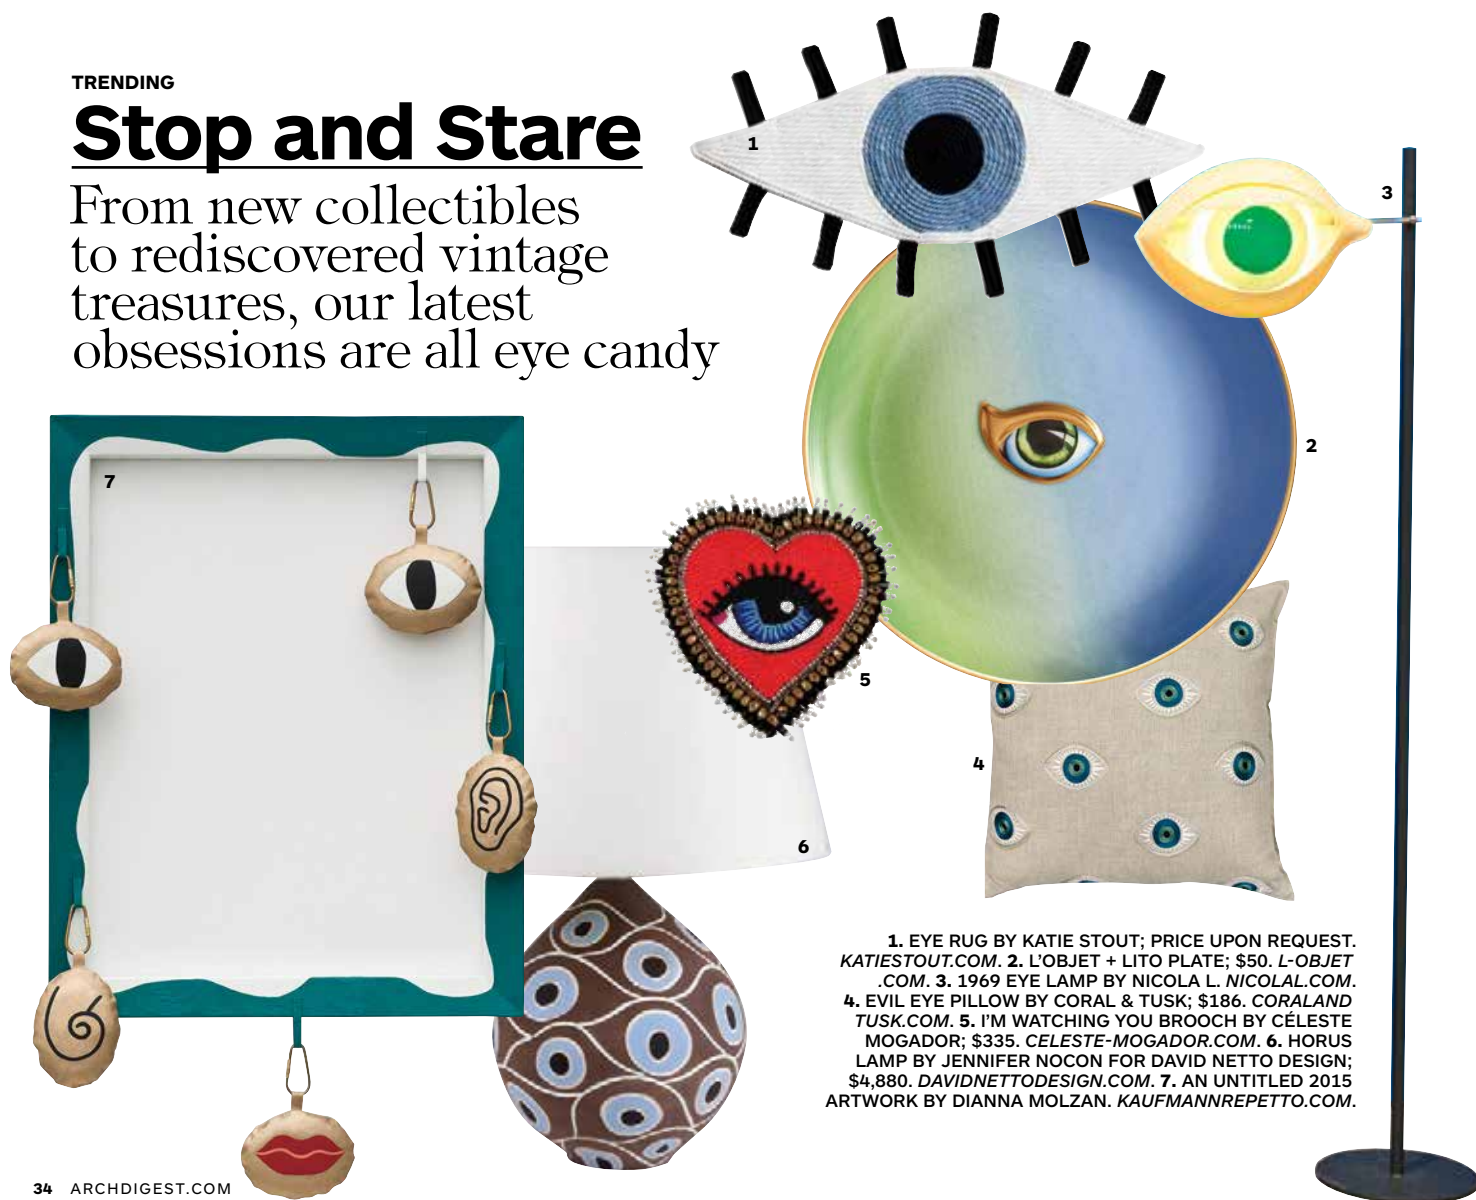 TRENDING
Stop and Stare
From new collectibles
to rediscovered vintage
treasures, our latest
obsessions are all eye candy
1
3
2
7
5
4
6
1. EYE RUG BY KATIE STOUT; PRICE UPON REQUEST.
KATIESTOUT.COM. 2. L’OBJET + LITO PLATE; $50. L-OBJET
.COM. 3. 1969 EYE LAMP BY NICOLA L. NICOLAL.COM.
4. EVIL EYE PILLOW BY CORAL & TUSK; $186. CORALAND
TUSK.COM. 5. I’M WATCHING YOU BROOCH BY CÉLESTE
MOGADOR; $335. CELESTE-MOGADOR.COM. 6. HORUS
LAMP BY JENNIFER NOCON FOR DAVID NETTO DESIGN;
$4,880. DAVIDNETTODESIGN.COM. 7. AN UNTITLED 2015
ARTWORK BY DIANNA MOLZAN. KAUFMANNREPETTO.COM.
34 ARCHDIGEST.COM